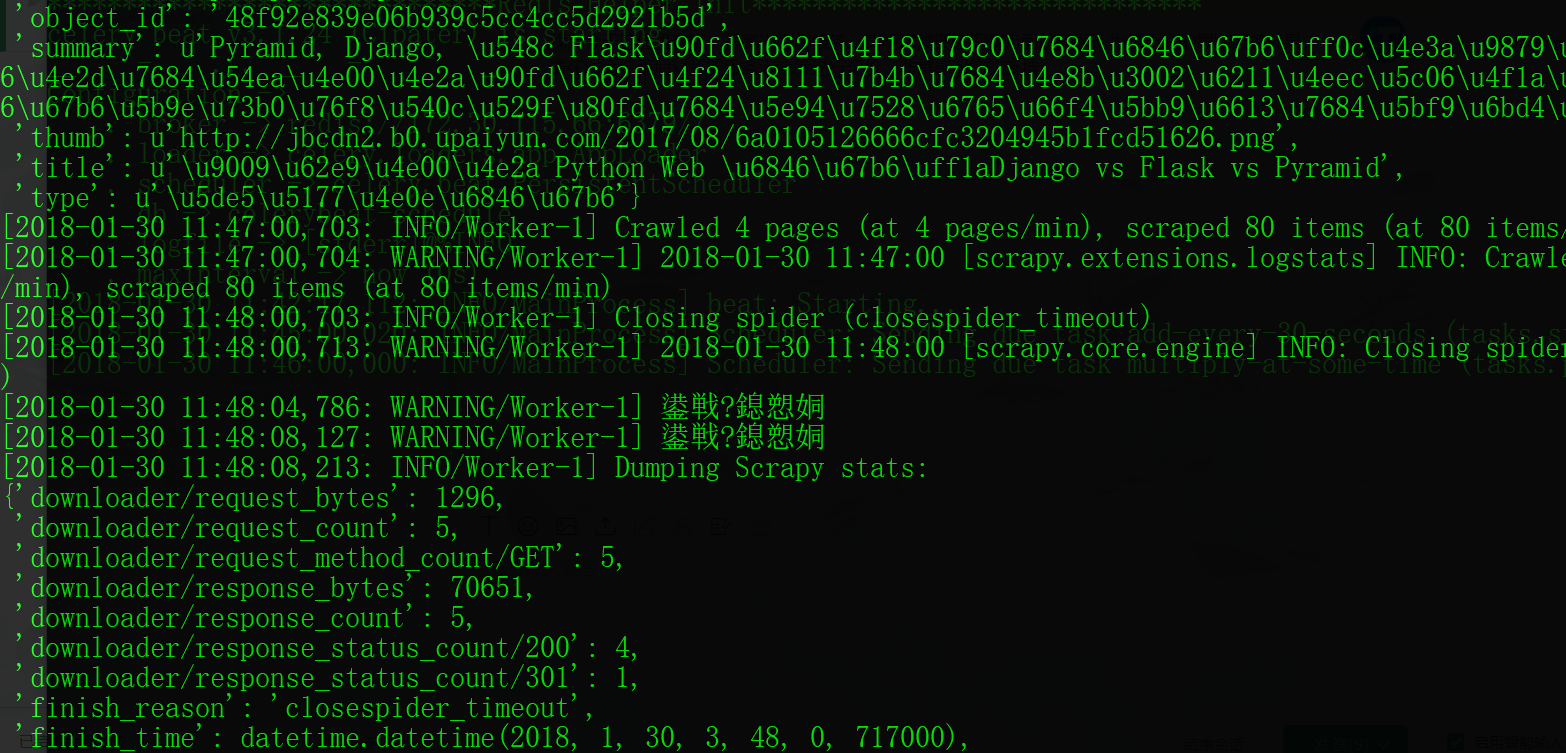 'object_id': '48f92e839e06b939c5cc4cc5d2921b5d',
'summary': u'Pyramid, Django, \u548c Flask\u90fd\u662f\u4f18\u79c0\u7684\u6846\u67b6\uff0c\u4e3a\u9879\u
6\u4e2d\u7684\u54ea\u4e00\u4e2a\u90fd\u662f\u4f24\u8111\u7b4b\u7684\u4e8b\u3002\u6211\u4eec\u5c06\u4f1a\u
6\u67b6\u5b9e\u73b0\u76f8\u540c\u529f\u80fd\u7684\u5e94\u7528\u6765\u66f4\u5bb9\u6613\u7684\u5bf9\u6bd4\u
'thumb': u'http://jbcdn2.b0.upaiyun.com/2017/08/6a0105126666cfc3204945b1fcd51626.png',
'title': u' \u9009\u62e9\u4e00\u4e2a Python Web \u6846\u67b6\uff1aDjango vs Flask vs Pyramid',
'type': u'\u5de5\u5177\u4e0e\u6846\u67b6'}
[2018-01-30 11:47:00,703: INFO/Worker-1] Crawled 4 pages (at 4 pages/min), scraped 80 items (at 80 items/
[2018-01-30 11:47:00,704: WARNING/Worker-1] 2018-01-30 11:47:00 [scrapy.extensions.logstats] INFO: Crawle
/min), scraped 80 items (at 80 items/min)
[2018-01-30 11:48:00,703: INFO/Worker-1] Closing spider (closespider_timeout)
[2018-01-30 11:48:00,713: WARNING/Worker-1] 2018-01-30 11:48:00 [scrapy.core.engine] INFO: Closing spider
)
[2018-01-30 11:48:04,786: WARNING/Worker-1] 鍙戦?鎴愬姛
[2018-01-30 11:48:08,127: WARNING/Worker-1] 鍙戦?鎴愬姛
[2018-01-30 11:48:08,213: INFO/Worker-1] Dumping Scrapy stats:
{'downloader/request_bytes': 1296,
'downloader/request_count': 5,
'downloader/request_method_count/GET': 5,
'downloader/response_bytes': 70651,
'downloader/response_count': 5,
'downloader/response_status_count/200': 4,
'downloader/response_status_count/301': 1,
'finish_reason': 'closespider_timeout',
'finish_time': datetime.datetime(2018, 1, 30, 3, 48, 0, 717000),